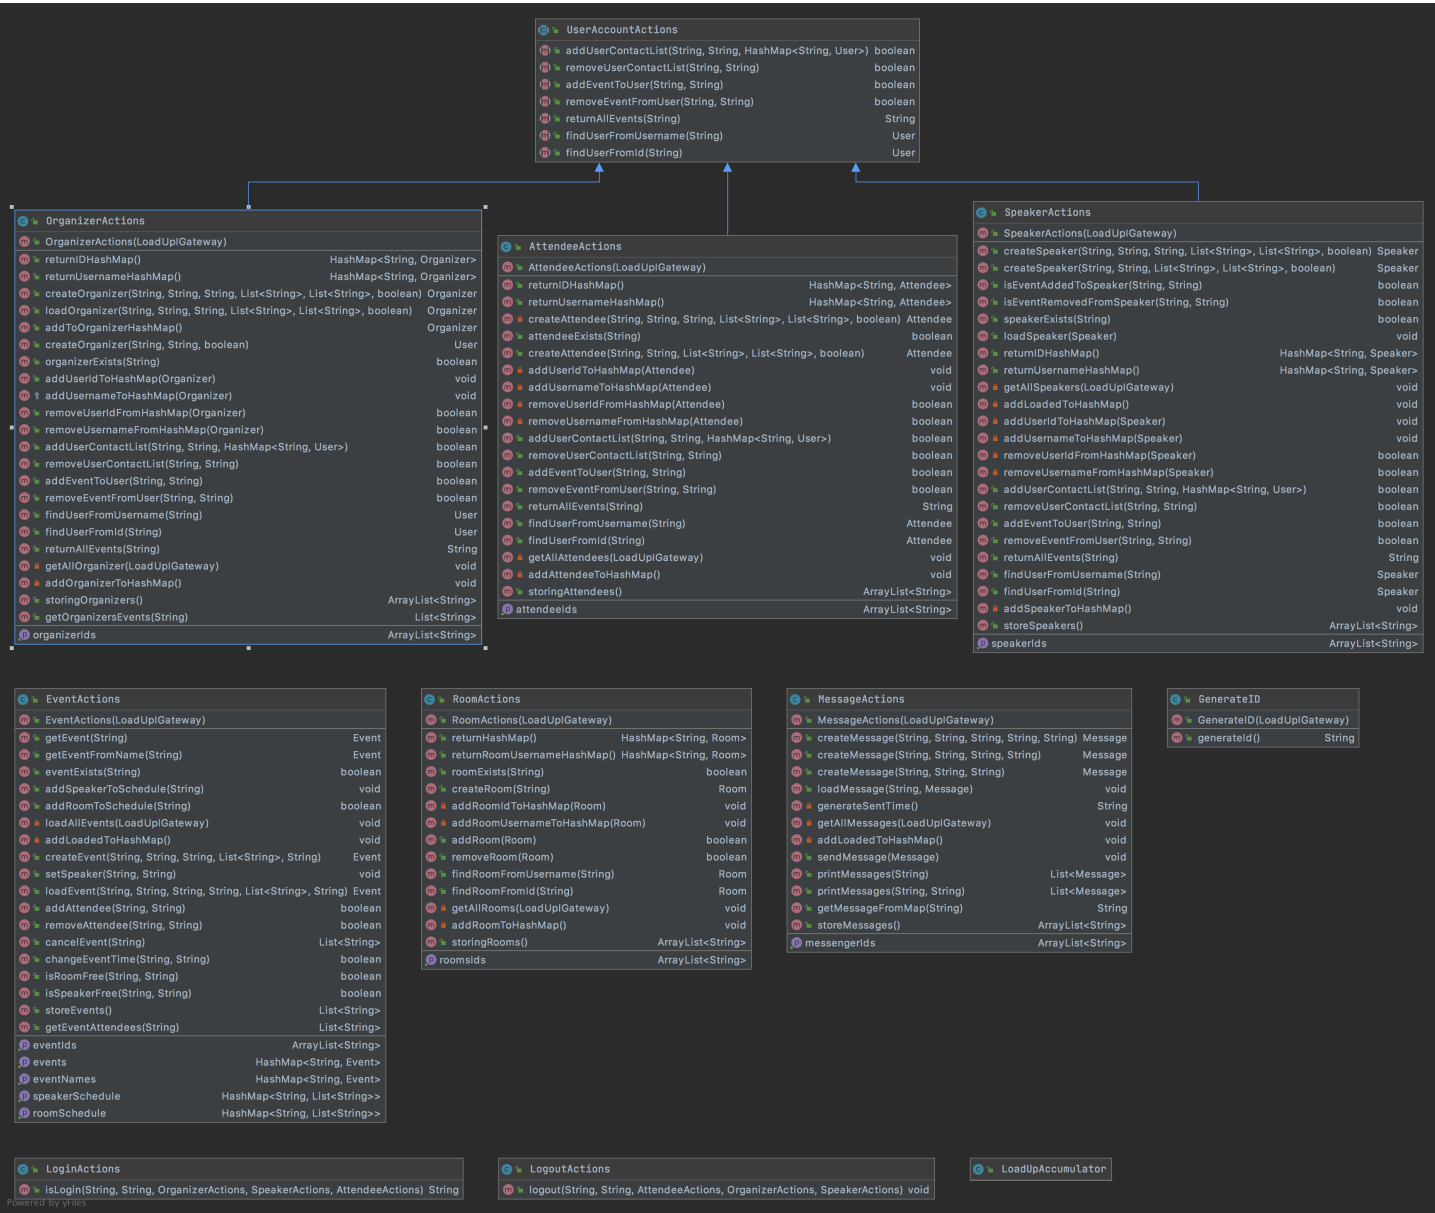 UserAccountActions
addUserContactList(String, String, HashMap<String, User>) boolean
removeUserContactList(String, String) boolean
addEventToUser(String, String) boolean
removeEventFromUser(String, String) boolean
returnAllEvents(String) String
findUserFromUsername(String) User
findUserFromId(String) User
OrganizerActions
OrganizerActions(LoadUpIGateway)
returnIDHashMap() HashMap<String, Organizer>
returnUsernameHashMap() HashMap<String, Organizer>
createOrganizer(String, String, String, List<String>, List<String>, boolean) Organizer
loadOrganizer(String, String, String, List<String>, List<String>, boolean) Organizer
addToOrganizerHashMap() Organizer
createOrganizer(String, String, boolean) User
organizerExists(String) boolean
addUserIdToHashMap(Organizer) void
addUsernameToHashMap(Organizer) void
removeUserIdFromHashMap(Organizer) boolean
removeUsernameFromHashMap(Organizer) boolean
addUserContactList(String, String, HashMap<String, User>) boolean
removeUserContactList(String, String) boolean
addEventToUser(String, String) boolean
removeEventFromUser(String, String) boolean
findUserFromUsername(String) User
findUserFromId(String) User
returnAllEvents(String) String
getAllOrganizer(LoadUpIGateway) void
addOrganizerToHashMap() void
storingOrganizers() ArrayList<String>
getOrganizersEvents(String) List<String>
organizerIds ArrayList<String>
AttendeeActions
AttendeeActions(LoadUpIGateway)
returnIDHashMap() HashMap<String, Attendee>
returnUsernameHashMap() HashMap<String, Attendee>
createAttendee(String, String, String, List<String>, List<String>, boolean) Attendee
attendeeExists(String) boolean
createAttendee(String, String, List<String>, List<String>, boolean) Attendee
addUserIdToHashMap(Attendee) void
addUsernameToHashMap(Attendee) void
removeUserIdFromHashMap(Attendee) boolean
removeUsernameFromHashMap(Attendee) boolean
addUserContactList(String, String, HashMap<String, User>) boolean
removeUserContactList(String, String) boolean
addEventToUser(String, String) boolean
removeEventFromUser(String, String) boolean
returnAllEvents(String) String
findUserFromUsername(String) Attendee
findUserFromId(String) Attendee
getAllAttendees(LoadUpIGateway) void
addAttendeeToHashMap() void
storingAttendees() ArrayList<String>
attendeeIds ArrayList<String>
SpeakerActions
SpeakerActions(LoadUpIGateway)
createSpeaker(String, String, String, List<String>, List<String>, boolean) Speaker
createSpeaker(String, String, List<String>, List<String>, boolean) Speaker
isEventAddedToSpeaker(String, String) boolean
isEventRemovedFromSpeaker(String, String) boolean
speakerExists(String) boolean
loadSpeaker(Speaker) void
returnIDHashMap() HashMap<String, Speaker>
returnUsernameHashMap() HashMap<String, Speaker>
getAllSpeakers(LoadUpIGateway) void
addLoadedToHashMap() void
addUserIdToHashMap(Speaker) void
addUsernameToHashMap(Speaker) void
removeUserIdFromHashMap(Speaker) boolean
removeUsernameFromHashMap(Speaker) boolean
addUserContactList(String, String, HashMap<String, User>) boolean
removeUserContactList(String, String) boolean
addEventToUser(String, String) boolean
removeEventFromUser(String, String) boolean
returnAllEvents(String) String
findUserFromUsername(String) Speaker
findUserFromId(String) Speaker
addSpeakerToHashMap() void
storeSpeakers() ArrayList<String>
speakerIds ArrayList<String>
EventActions
EventActions(LoadUpIGateway)
getEvent(String) Event
getEventFromName(String) Event
eventExists(String) boolean
addSpeakerToSchedule(String) void
addRoomToSchedule(String) boolean
loadAllEvents(LoadUpIGateway) void
addLoadedToHashMap() void
createEvent(String, String, String, List<String>, String) Event
setSpeaker(String, String) void
loadEvent(String, String, String, String, List<String>, String) Event
addAttendee(String, String) boolean
removeAttendee(String, String) boolean
cancelEvent(String) List<String>
changeEventTime(String, String) boolean
isRoomFree(String, String) boolean
isSpeakerFree(String, String) boolean
storeEvents() List<String>
getEventAttendees(String) List<String>
eventIds ArrayList<String>
events HashMap<String, Event>
eventNames HashMap<String, Event>
speakerSchedule HashMap<String, List<String>>
roomSchedule HashMap<String, List<String>>
RoomActions
RoomActions(LoadUpIGateway)
returnHashMap() HashMap<String, Room>
returnRoomUsernameHashMap() HashMap<String, Room>
roomExists(String) boolean
createRoom(String) Room
addRoomIdToHashMap(Room) void
addRoomUsernameToHashMap(Room) void
addRoom(Room) boolean
removeRoom(Room) boolean
findRoomFromUsername(String) Room
findRoomFromId(String) Room
getAllRooms(LoadUpIGateway) void
addRoomToHashMap() void
storingRooms() ArrayList<String>
roomsIds ArrayList<String>
MessageActions
MessageActions(LoadUpIGateway)
createMessage(String, String, String, String, String) Message
createMessage(String, String, String, String) Message
createMessage(String, String, String) Message
loadMessage(String, Message) void
generateSentTime() String
getAllMessages(LoadUpIGateway) void
addLoadedToHashMap() void
sendMessage(Message) void
printMessages(String) List<Message>
printMessages(String, String) List<Message>
getMessageFromMap(String) String
storeMessages() ArrayList<String>
messengerIds ArrayList<String>
GenerateID
GenerateID(LoadUpIGateway)
generateId() String
LoginActions
isLogin(String, String, OrganizerActions, SpeakerActions, AttendeeActions) String
LogoutActions
logout(String, String, AttendeeActions, OrganizerActions, SpeakerActions) void
LoadUpAccumulator
Powered by yFiles